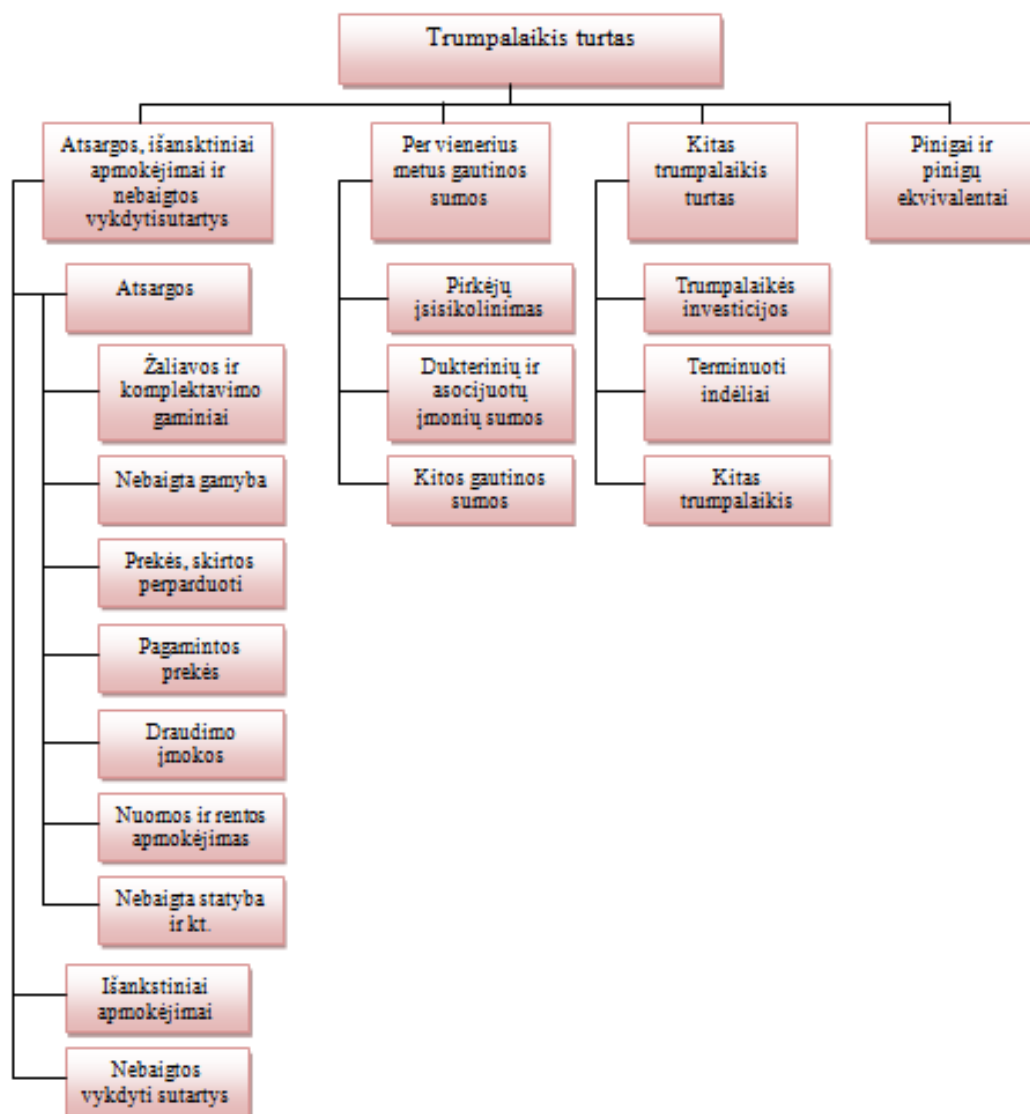 Trumpalaikis turtas
Atsargos, išansktiniai
apmokėjimai ir
nebaigtos
vykdytisutartys
Per vienerius
metus gautinos
sumos
Kitas
trumpalaikis
turtas
Pinigai ir
pinigų
ekvivalentai
Atsargos
Žaliavos ir
komplektavimo
gaminiai
Nebaigta gamyba
Prekės, skirtos
perparduoti
Pagamintos
prekės
Draudimo
įmokos
Nuomos ir rentos
apmokėjimas
Nebaigta statyba
ir kt.
Išankstiniai
apmokėjimai
Nebaigtos
vykdyti sutartys
Pirkėjų
įsisikolinimas
Dukterinių ir
asocijuotų
įmonių sumos
Kitos gautinos
sumos
Trumpalaikės
investicijos
Terminuoti
indėliai
Kitas
trumpalaikis